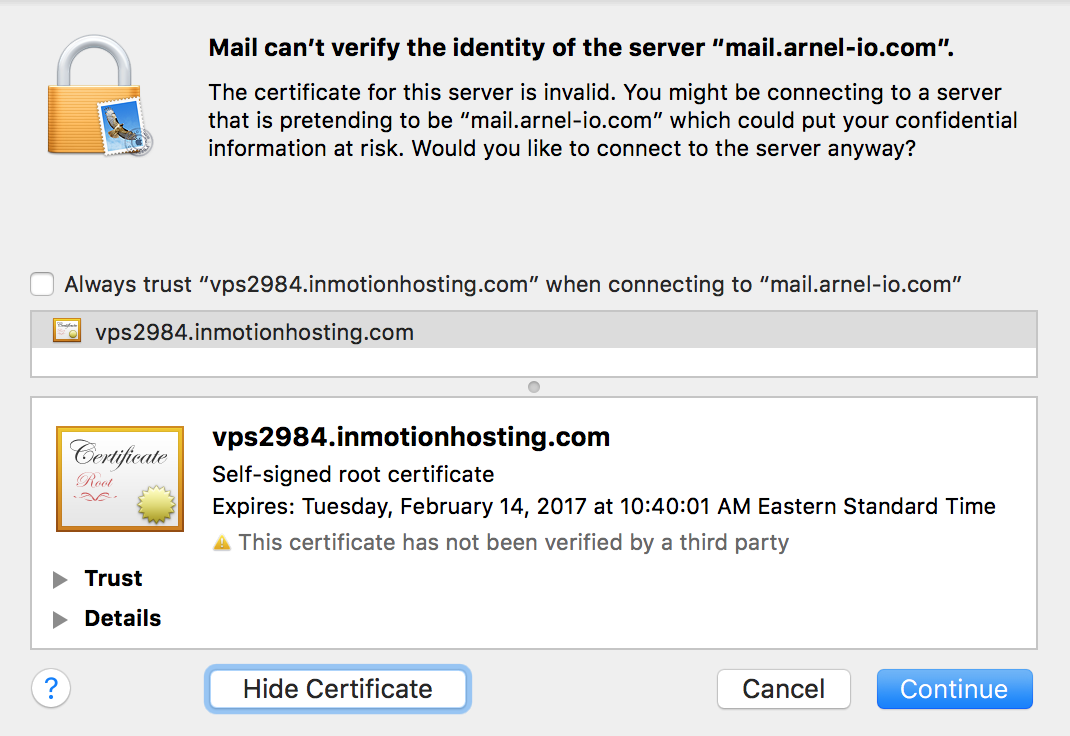 Mail can’t verify the identity of the server “mail.arnel-io.com”.
The certificate for this server is invalid. You might be connecting to a server
that is pretending to be “mail.arnel-io.com” which could put your confidential
information at risk. Would you like to connect to the server anyway?
Always trust “vps2984.inmotionhosting.com” when connecting to “mail.arnel-io.com”
vps2984.inmotionhosting.com
Certificate
Root
vps2984.inmotionhosting.com
Self-signed root certificate
Expires: Tuesday, February 14, 2017 at 10:40:01 AM Eastern Standard Time
This certificate has not been verified by a third party
Trust
Details
?
Hide Certificate
Cancel
Continue